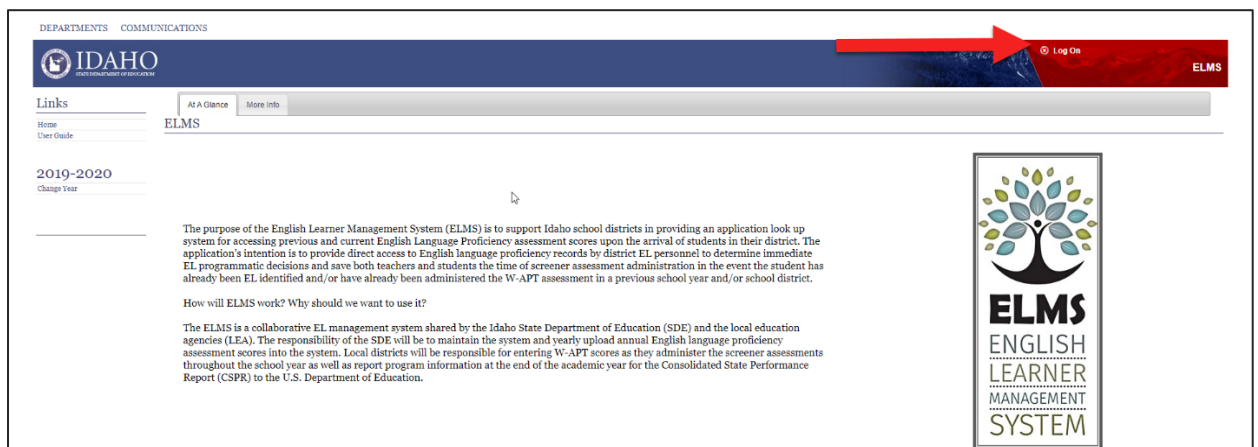 DEPARTMENTS COMMUNICATIONS
IDAHO
STATE DEPARTMENT OF EDUCATION
Log On
ELMS
Links
Home
User Guide
2019-2020
Change Year
At A Glance More Info
ELMS
The purpose of the English Learner Management System (ELMS) is to support Idaho school districts in providing an application look up
system for accessing previous and current English Language Proficiency assessment scores upon the arrival of students in their district. The
application's intention is to provide direct access to English language proficiency records by district EL personnel to determine immediate
EL programmatic decisions and save both teachers and students the time of screener assessment administration in the event the student has
already been EL identified and/or have already been administered the W-APT assessment in a previous school year and/or school district.
How will ELMS work? Why should we want to use it?
The ELMS is a collaborative EL management system shared by the Idaho State Department of Education (SDE) and the local education
agencies (LEA). The responsibility of the SDE will be to maintain the system and yearly upload annual English language proficiency
assessment scores into the system. Local districts will be responsible for entering W-APT scores as they administer the screener assessments
throughout the school year as well as report program information at the end of the academic year for the Consolidated State Performance
Report (CSPR) to the U.S. Department of Education.
ELMS
ENGLISH
LEARNER
MANAGEMENT
SYSTEM